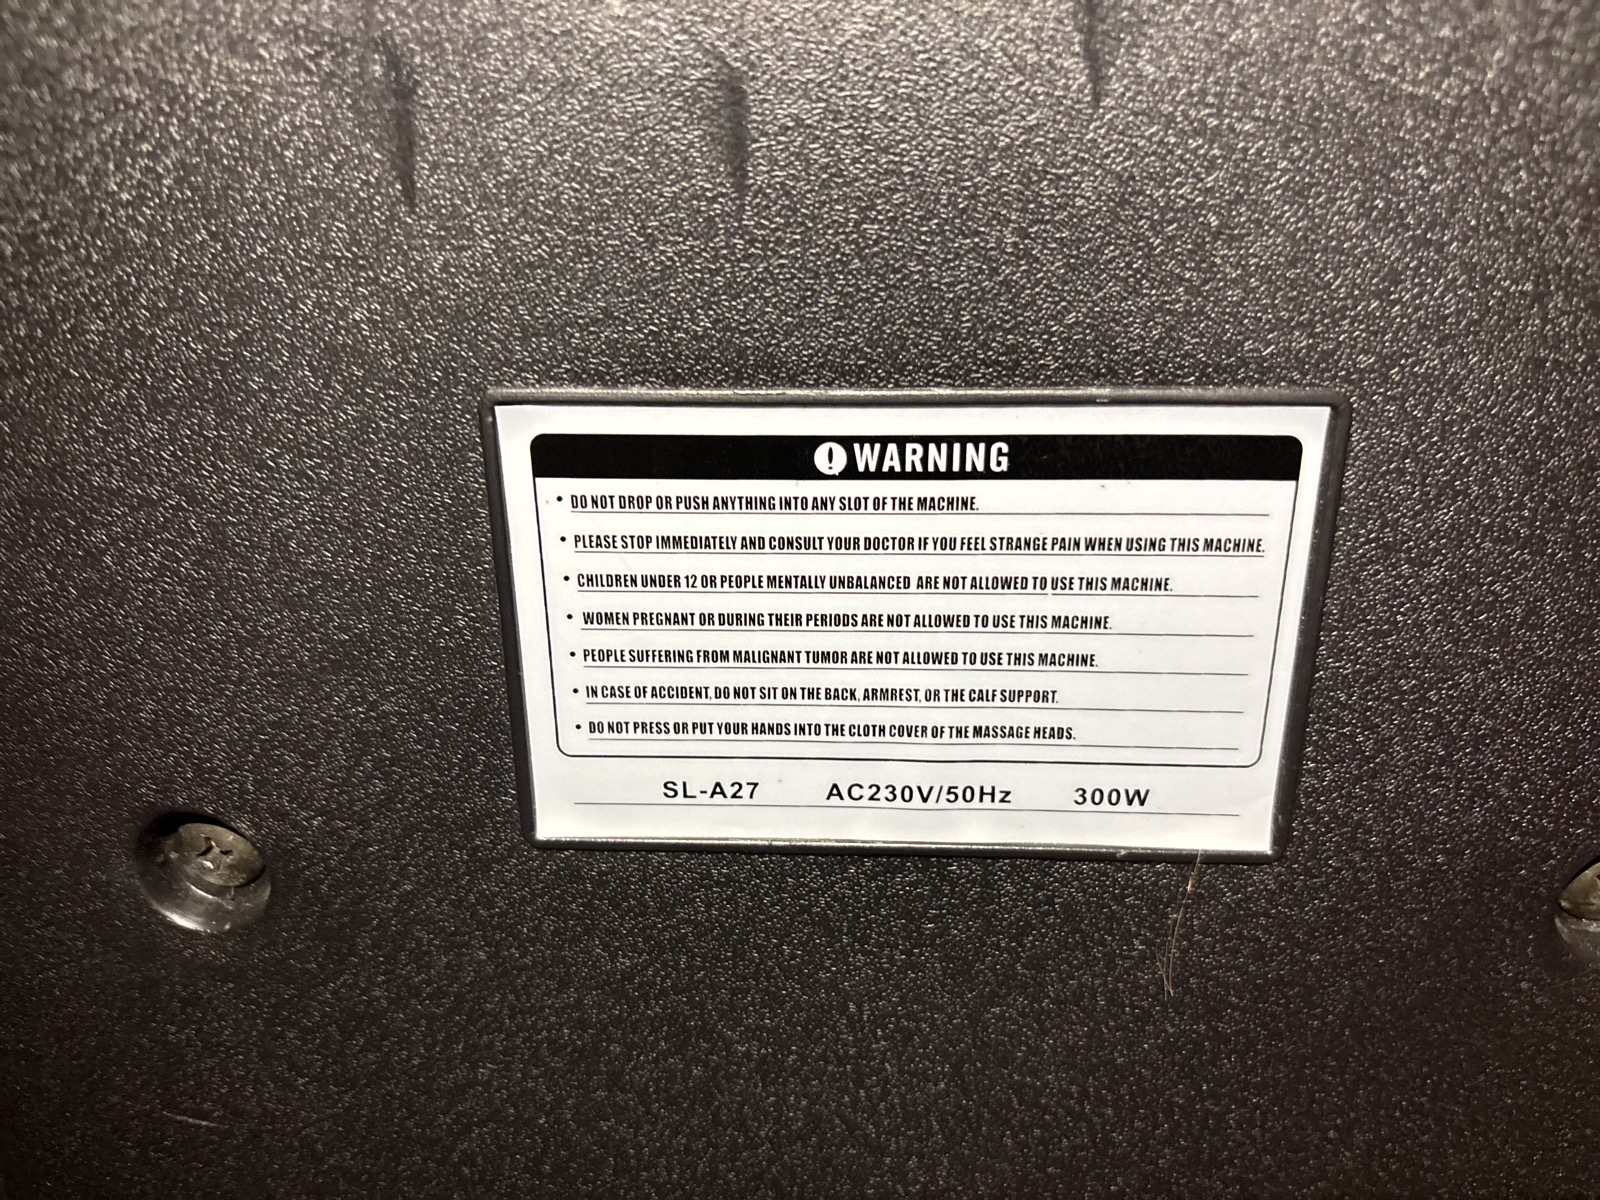 WARNING
• DO NOT DROP OR PUSH ANYTHING INTO ANY SLOT OF THE MACHINE.
• PLEASE STOP IMMEDIATELY AND CONSULT YOUR DOCTOR IF YOU FEEL STRANGE PAIN WHEN USING THIS MACHINE.
• CHILDREN UNDER 12 OR PEOPLE MENTALLY UNBALANCED ARE NOT ALLOWED TO USE THIS MACHINE.
• WOMEN PREGNANT OR DURING THEIR PERIODS ARE NOT ALLOWED TO USE THIS MACHINE.
• PEOPLE SUFFERING FROM MALIGNANT TUMOR ARE NOT ALLOWED TO USE THIS MACHINE.
• IN CASE OF ACCIDENT, DO NOT SIT ON THE BACK, ARMREST, OR THE CALF SUPPORT.
• DO NOT PRESS OR PUT YOUR HANDS INTO THE CLOTH COVER OF THE MASSAGE HEADS.
SL-A27 AC230V/50Hz 300W